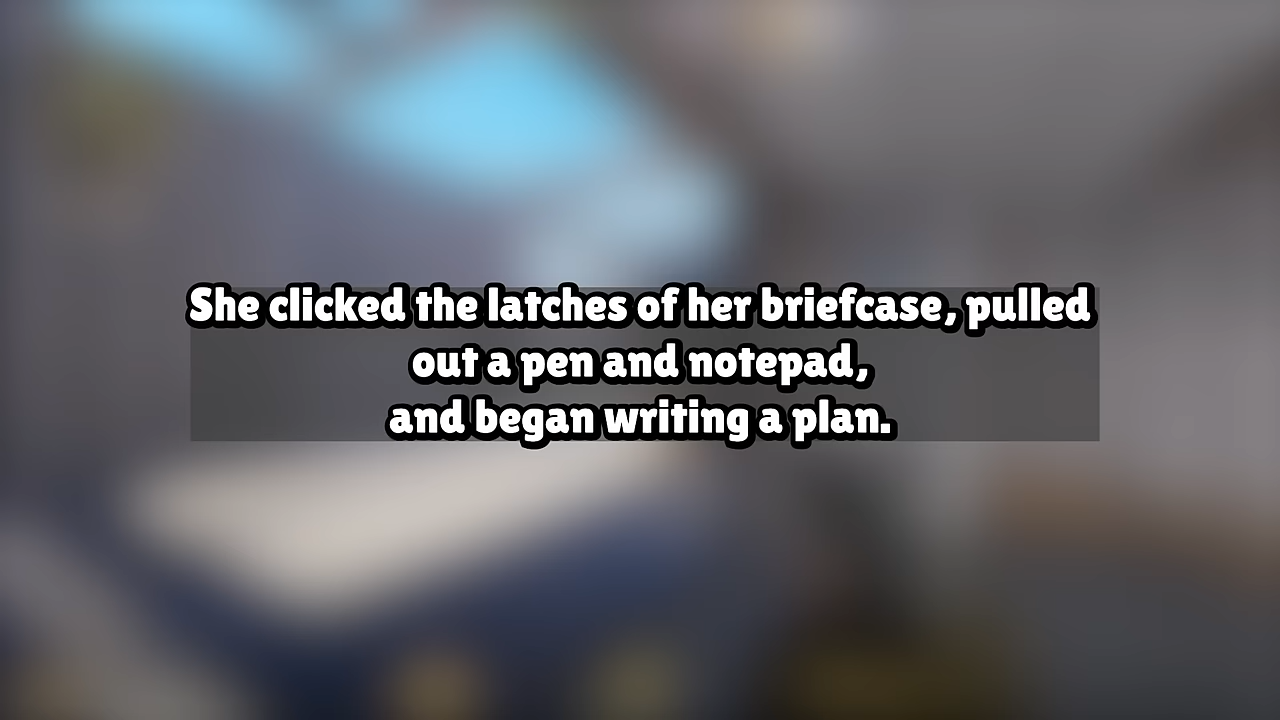 She clicked the latches of her briefcase, pulled
out a pen and notepad,
and began writing a plan.